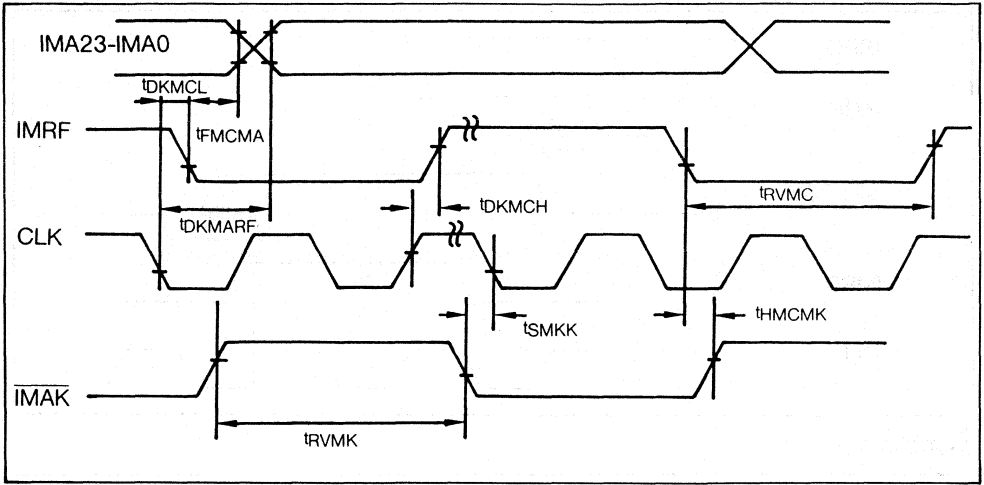 IMA23-IMA0
tDKMCL
IMRF
tFMCMA
tRVMC
tDKMCH
tDKMARF
CLK
tSMKK
tHMCMK
IMAK
tRVMK